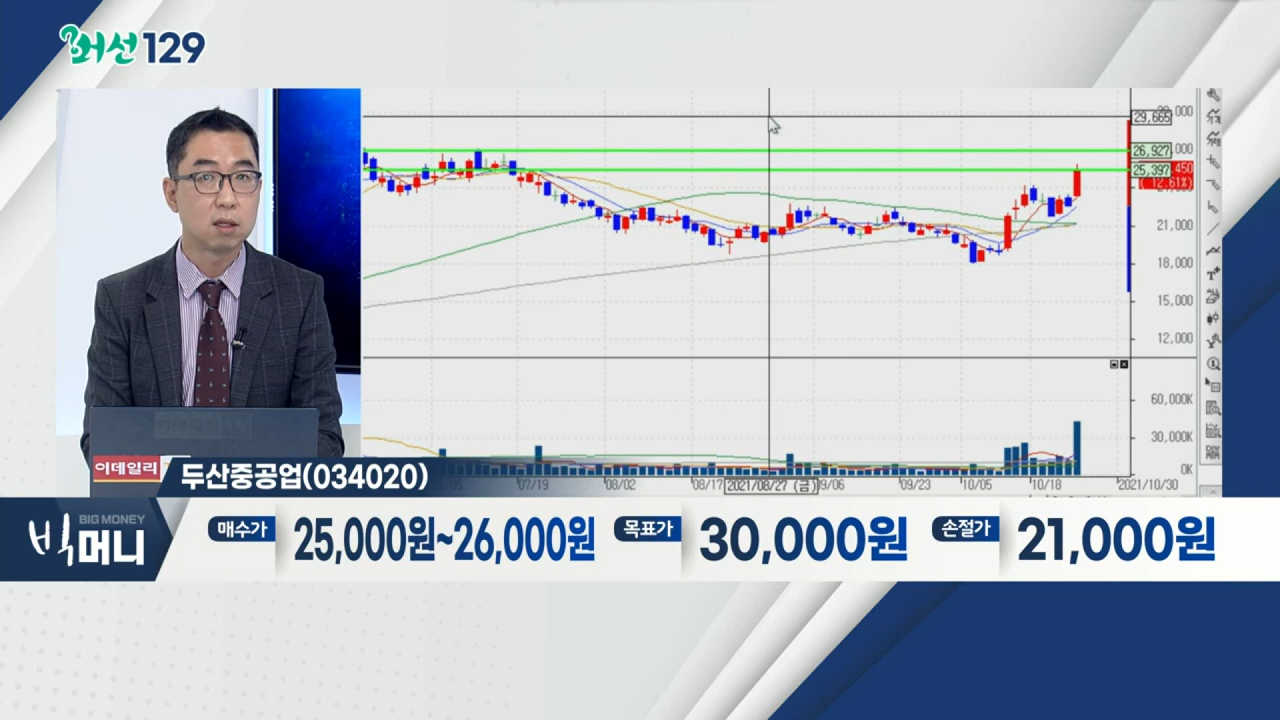 머선129
29,665
26,927
25,397
(12.61%)
21,000
18,000
15,000
12,000
60,000K
30,000K
0K
07/19
08/02
08/17
2021/08/27 (금)
09/23
10/05
10/18
2021/10/30
이데일리
두산중공업(034020)
빅머니
BIG MONEY
매수가
25,000원~26,000원
목표가
30,000원
손절가
21,000원